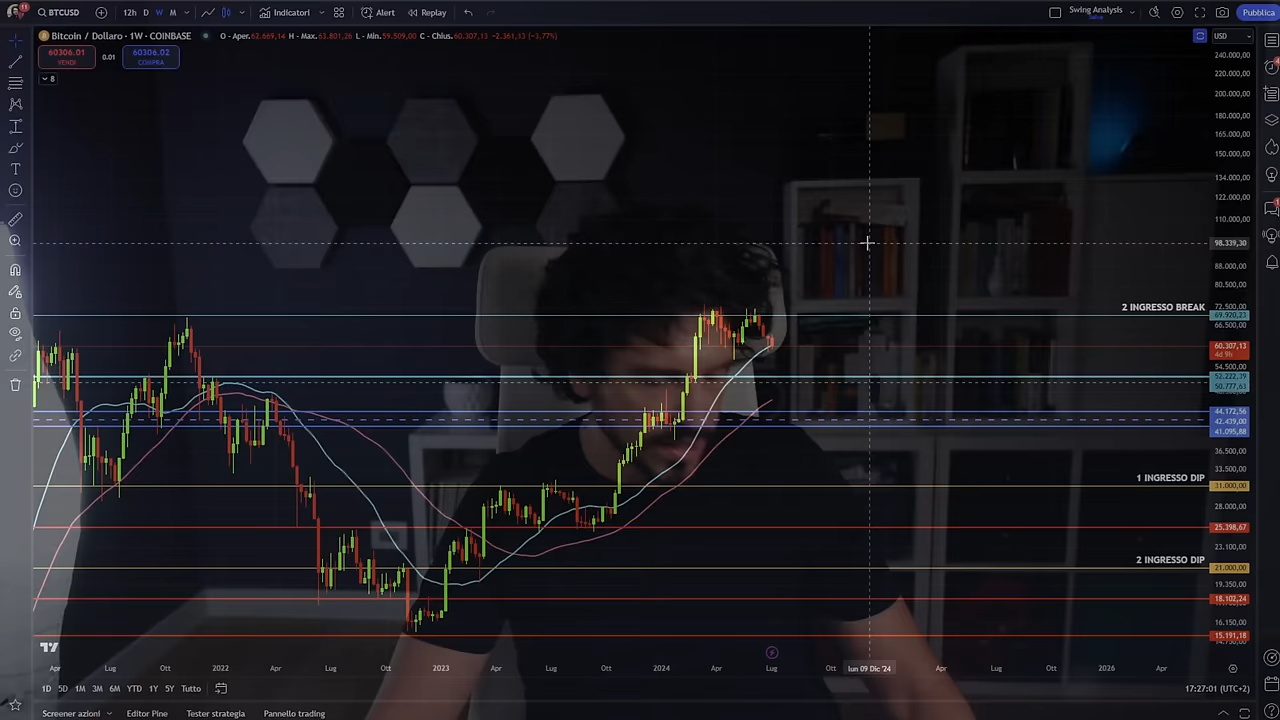 11
BTCUSD
12h D W M
Indicatori
Alert
Replay
Swing Analysis
Salva
Pubblica
Bitcoin / Dollaro · 1W · COINBASE
O - Aper.62.669,14 H - Max.63.801,26 L - Min.59.509,00 C - Chius.60.307,13 -2.361,13 (-3,77%)
USD
60306.01
VENDI
0.01
60306.02
COMPRA
8
240.000,00
220.000,00
200.000,00
180.000,00
165.000,00
150.000,00
134.000,00
122.000,00
110.000,00
98.339,30
88.000,00
80.500,00
72.500,00
2 INGRESSO BREAK
69.920,23
66.500,00
60.307,13
4d 9h
54.500,00
52.222,39
50.777,63
44.172,56
42.439,00
41.095,88
36.500,00
33.500,00
1 INGRESSO DIP
31.000,00
28.000,00
25.398,67
23.100,00
2 INGRESSO DIP
21.000,00
19.350,00
18.102,24
16.150,00
15.191,18
Apr Lug Ott 2022 Apr Lug Ott 2023 Apr Lug Ott 2024 Apr Lug Ott lun 09 Dic '24 Apr Lug Ott 2026 Apr
1D 5D 1M 3M 6M YTD 1Y 5Y Tutto
17:27:01 (UTC+2)
Screener azioni
Editor Pine
Tester strategia
Pannello trading